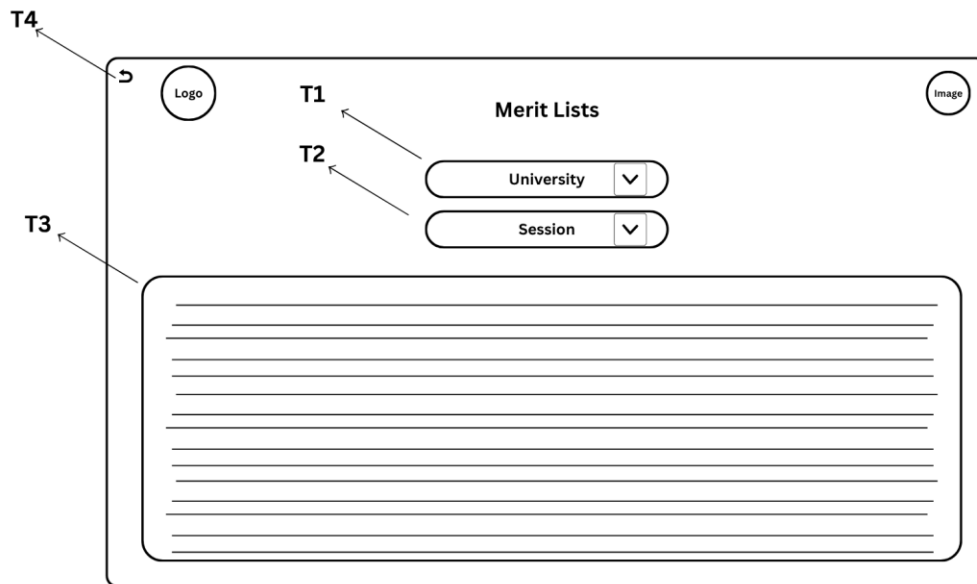 T4
Logo
T1
Merit Lists
Image
T2
University
Session
T3